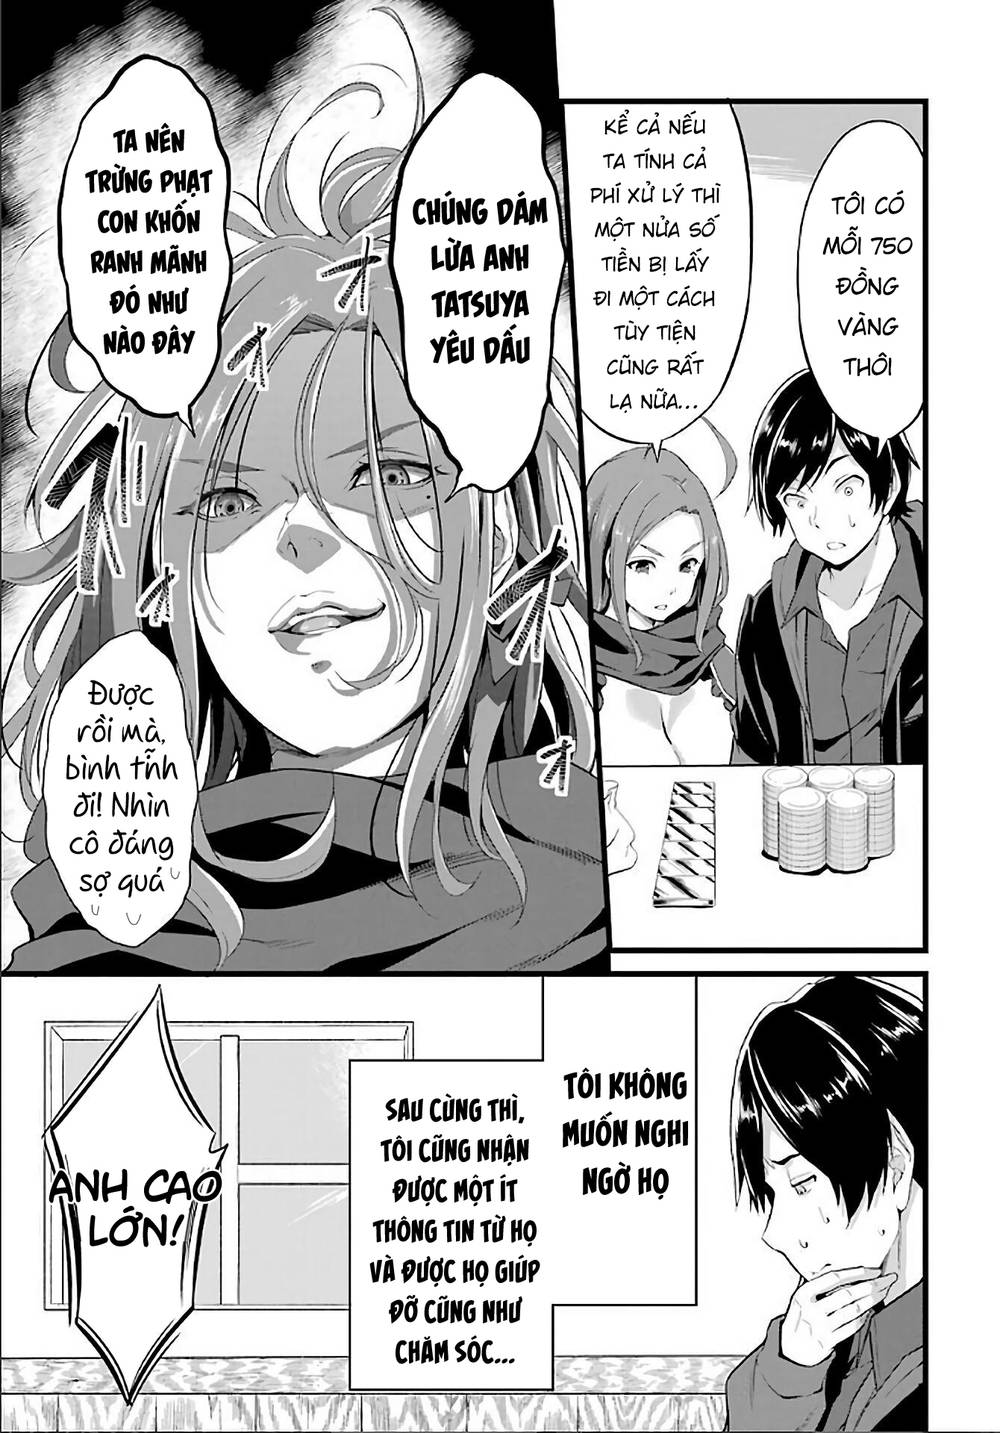 TÔI CÓ
MỖI 750
ĐỒNG
VÀNG
THÔI
KỂ CẢ NẾU
TA TÍNH CẢ
PHÍ XỬ LÝ THÌ
MỘT NỬA SỐ
TIỀN BỊ LẤY
ĐI MỘT CÁCH
TÙY TIỆN
CŨNG RẤT
LẠ NỮA...
CHÚNG DÁM
LỪA ANH
TATSUYA
YÊU DẤU
TA NÊN
TRỪNG PHẠT
CON KHỐN
RANH MÃNH
ĐÓ NHƯ
NÀO ĐÂY
Được
rồi mà,
bình tĩnh
đi! Nhìn
cô đáng
sợ quá
TÔI KHÔNG
MUỐN NGHI
NGỜ HỌ
SAU CÙNG THÌ,
TÔI CŨNG NHẬN
ĐƯỢC MỘT ÍT
THÔNG TIN TỪ HỌ
VÀ ĐƯỢC HỌ GIÚP
ĐỠ CŨNG NHƯ
CHĂM SÓC...
ANH CAO
LỚN!